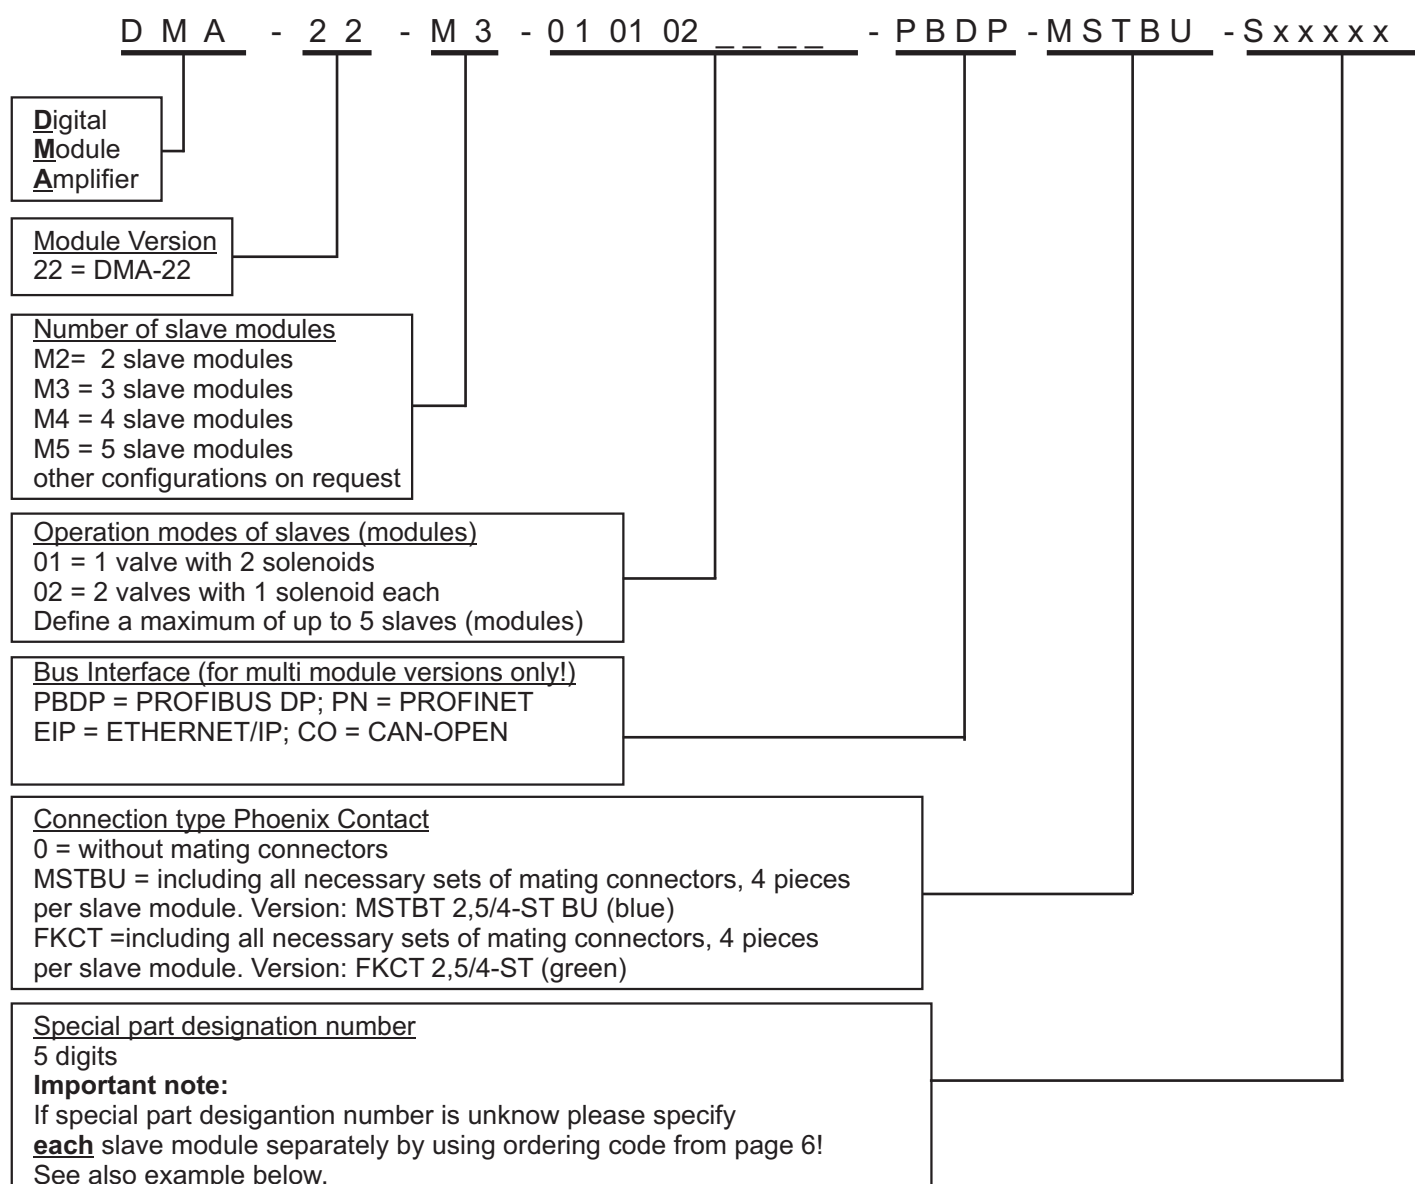 D M A - 2 2 - M 3 - 0 1 01 02 _ _ _ _ - P B D P - M S T B U - S x x x x x
Digital
Module
Amplifier
Module Version
22 = DMA-22
Number of slave modules
M2= 2 slave modules
M3 = 3 slave modules
M4 = 4 slave modules
M5 = 5 slave modules
other configurations on request
Operation modes of slaves (modules)
01 = 1 valve with 2 solenoids
02 = 2 valves with 1 solenoid each
Define a maximum of up to 5 slaves (modules)
Bus Interface (for multi module versions only!)
PBDP = PROFIBUS DP; PN = PROFINET
EIP = ETHERNET/IP; CO = CAN-OPEN
Connection type Phoenix Contact
0 = without mating connectors
MSTBU = including all necessary sets of mating connectors, 4 pieces
per slave module. Version: MSTBT 2,5/4-ST BU (blue)
FKCT =including all necessary sets of mating connectors, 4 pieces
per slave module. Version: FKCT 2,5/4-ST (green)
Special part designation number
5 digits
Important note:
If special part desigantion number is unknow please specify
each slave module separately by using ordering code from page 6!
See also example below.